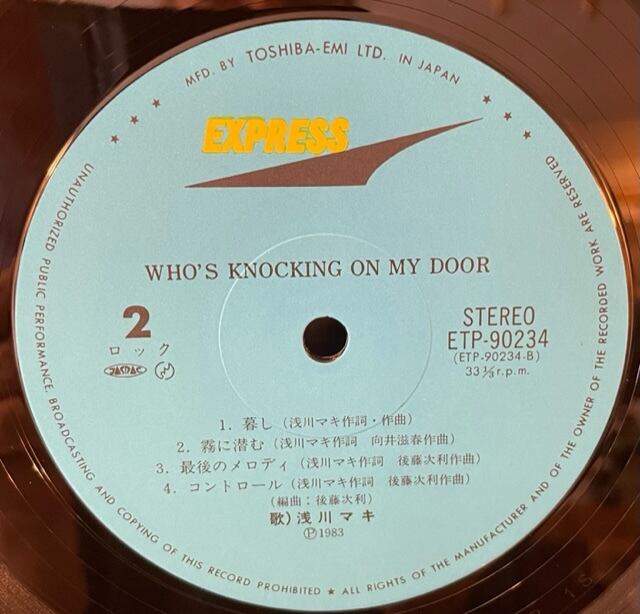 MFD. BY TOSHIBA-EMI LTD. IN JAPAN
EXPRESS
WHO'S KNOCKING ON MY DOOR
2
ロック
JASRAC
STEREO
ETP-90234
(ETP-90234-B)
33⅓r.p.m.
1. 暮し (浅川マキ作詞・作曲)
2. 霧に潜む (浅川マキ作詞 向井滋春作曲)
3. 最後のメロディ (浅川マキ作詞 後藤次利作曲)
4. コントロール (浅川マキ作詞 後藤次利作曲)
(編曲：後藤次利)
歌) 浅川マキ
Ⓟ1983
UNAUTHORIZED PUBLIC PERFORMANCE, BROADCASTING AND COPYING OF THIS RECORD PROHIBITED ★ ALL RIGHTS OF THE MANUFACTURER AND OF THE OWNER OF THE RECORDED WORK ARE RESERVED